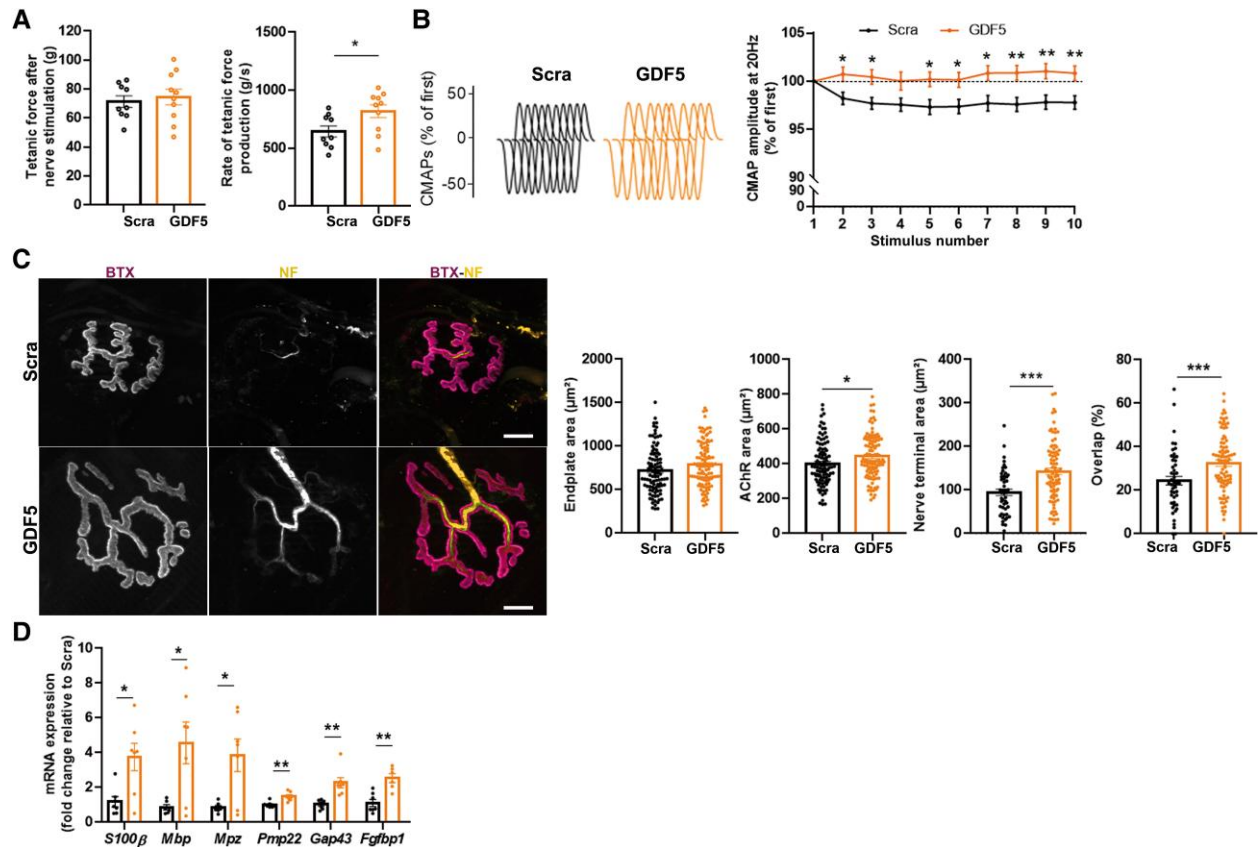 A
Tetanic force after
nerve stimulation (g)
120
100
80
60
40
20
0
Scra
GDF5
Rate of tetanic force
production (g/s)
1500
1000
500
0
*
Scra
GDF5
B
Scra
GDF5
CMAPs (% of first)
50
0
-50
Scra
GDF5
CMAP amplitude at 20Hz
(% of first)
105
100
95
90
90
0
* * * * * ** ** **
1 2 3 4 5 6 7 8 9 10
Stimulus number
C
BTX
NF
BTX-NF
Scra
GDF5
Endplate area (µm²)
2000
1500
1000
500
0
Scra GDF5
AChR area (µm²)
1000
800
600
400
200
0
*
Scra GDF5
Nerve terminal area (µm²)
400
300
200
100
0
***
Scra GDF5
Overlap (%)
80
60
40
20
0
***
Scra GDF5
D
mRNA expression
(fold change relative to Scra)
10
8
6
4
2
0
* * * ** ** **
S100β Mbp Mpz Pmp22 Gap43 Fgfbp1